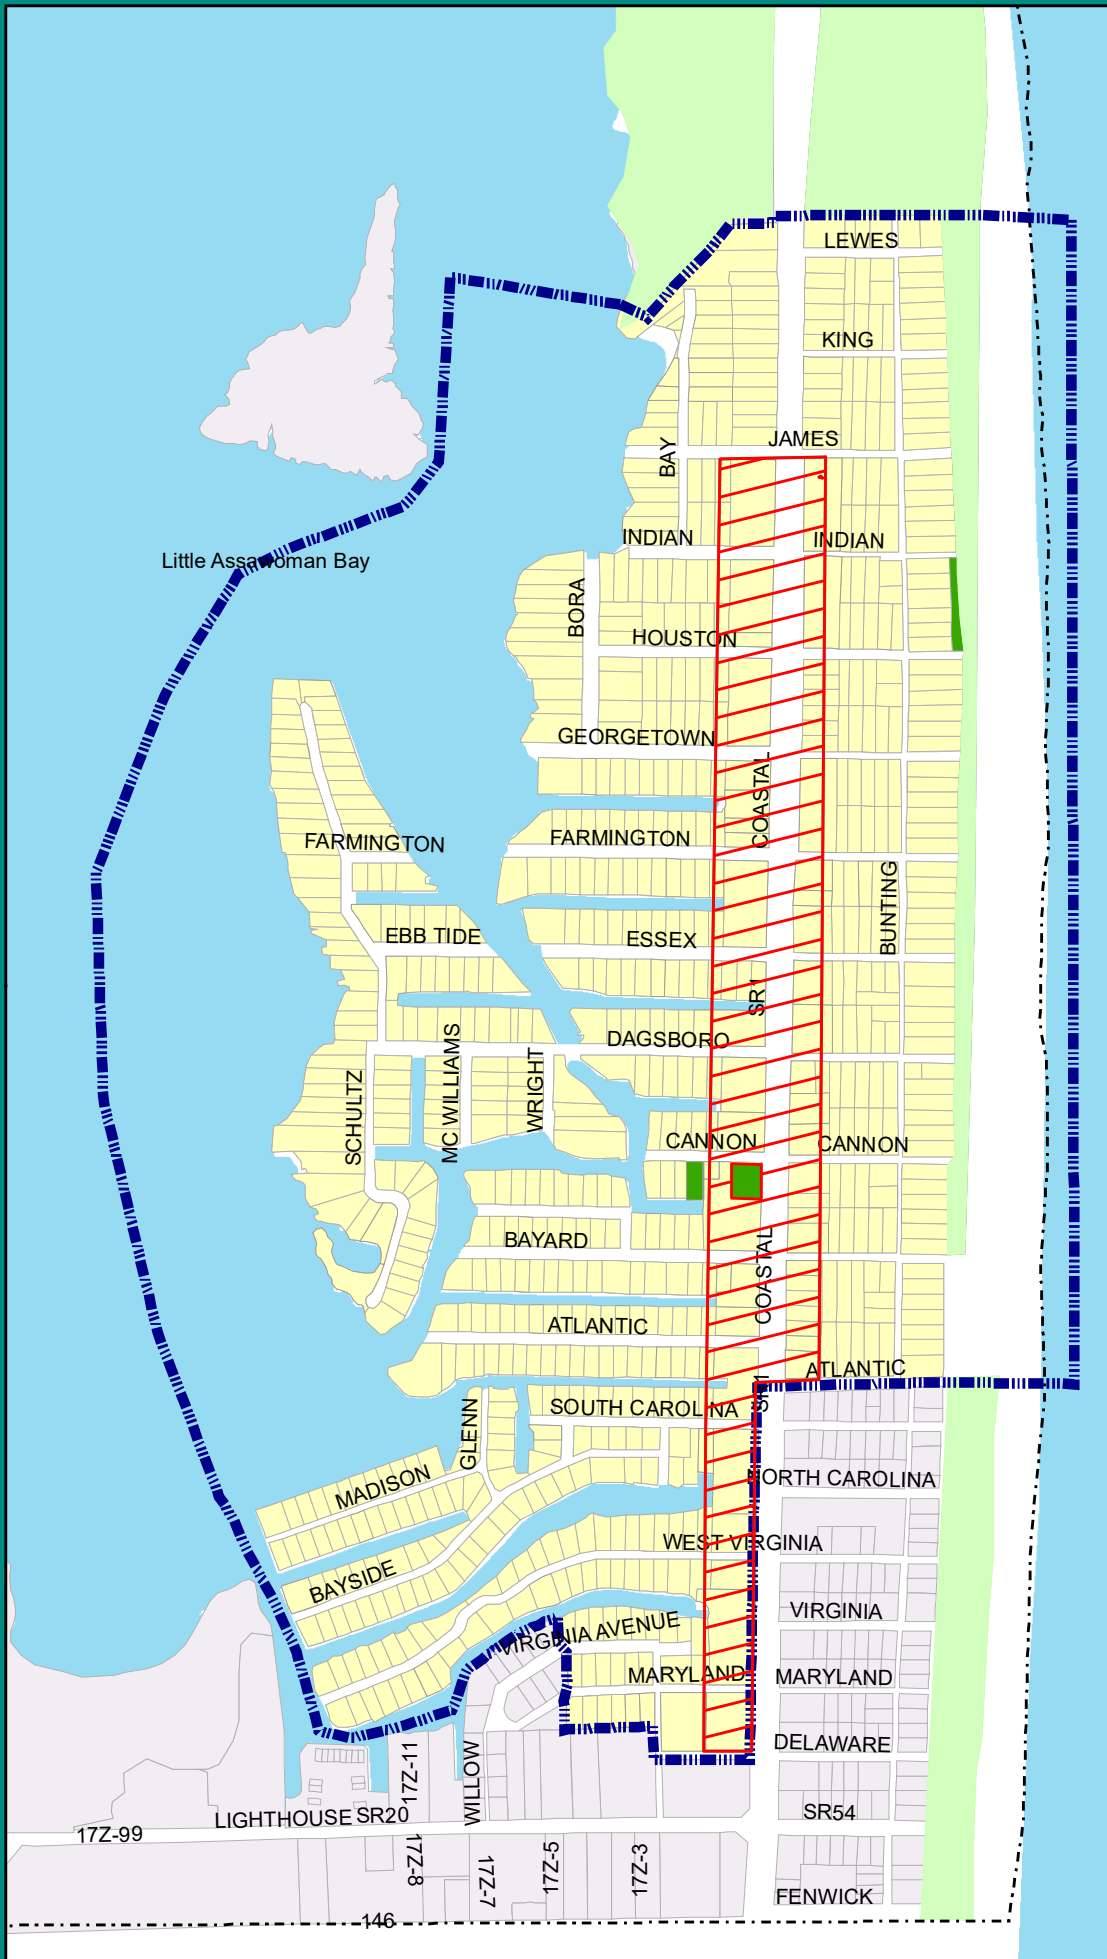 LEWES
KING
JAMES
BAY
INDIAN
INDIAN
Little Assawoman Bay
BORA
HOUSTON
GEORGETOWN
COASTAL
FARMINGTON
FARMINGTON
BUNTING
EBB TIDE
ESSEX
SR1
DAGSBORO
MC WILLIAMS
WRIGHT
SCHULTZ
CANNON
CANNON
BAYARD
COASTAL
ATLANTIC
ATLANTIC
SR1
SOUTH CAROLINA
GLENN
MADISON
NORTH CAROLINA
WEST VIRGINIA
BAYSIDE
VIRGINIA
VIRGINIA AVENUE
MARYLAND
MARYLAND
DELAWARE
17Z-11
WILLOW
SR54
LIGHTHOUSE
SR20
17Z-99
17Z-8
17Z-7
17Z-5
17Z-3
FENWICK
146